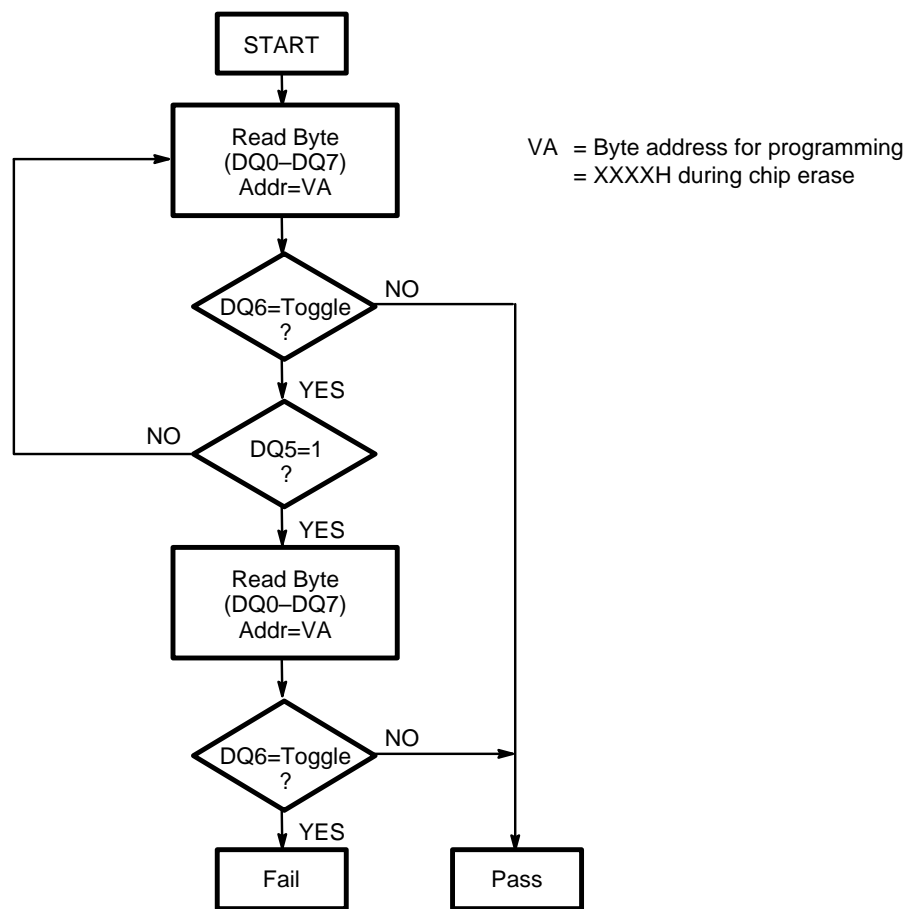 START
Read Byte
(DQ0–DQ7)
Addr=VA
VA = Byte address for programming
= XXXXH during chip erase
DQ6=Toggle
?
NO
YES
DQ5=1
?
NO
YES
Read Byte
(DQ0–DQ7)
Addr=VA
DQ6=Toggle
?
NO
YES
Fail
Pass